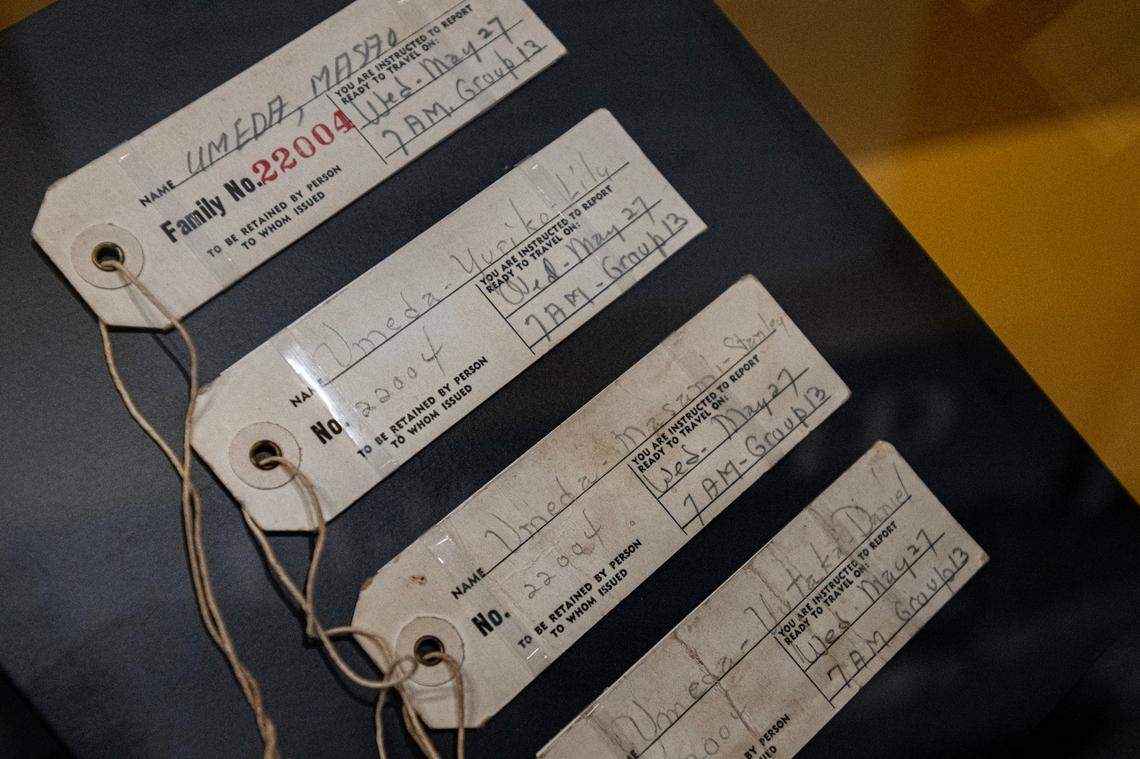 NAME UMEDA, MASAO
Family No. 22004
TO BE RETAINED BY PERSON
TO WHOM ISSUED
YOU ARE INSTRUCTED TO REPORT
READY TO TRAVEL ON:
Wed - May 27
7 AM. Group 13
NAME Umeda - Yuriko - Lily
No. 22004
TO BE RETAINED BY PERSON
TO WHOM ISSUED
YOU ARE INSTRUCTED TO REPORT
READY TO TRAVEL ON:
Wed - May 27
7 AM - Group 13
NAME Umeda - Masami - Stanley
No. 22004
TO BE RETAINED BY PERSON
TO WHOM ISSUED
YOU ARE INSTRUCTED TO REPORT
READY TO TRAVEL ON:
Wed - May 27
7 AM - Group 13
NAME Umeda - Yutaka Daniel
2004
BY PERSON
SUED
YOU ARE INSTRUCTED TO REPORT
READY TO TRAVEL ON:
Wed - May 27
7 AM Group 13